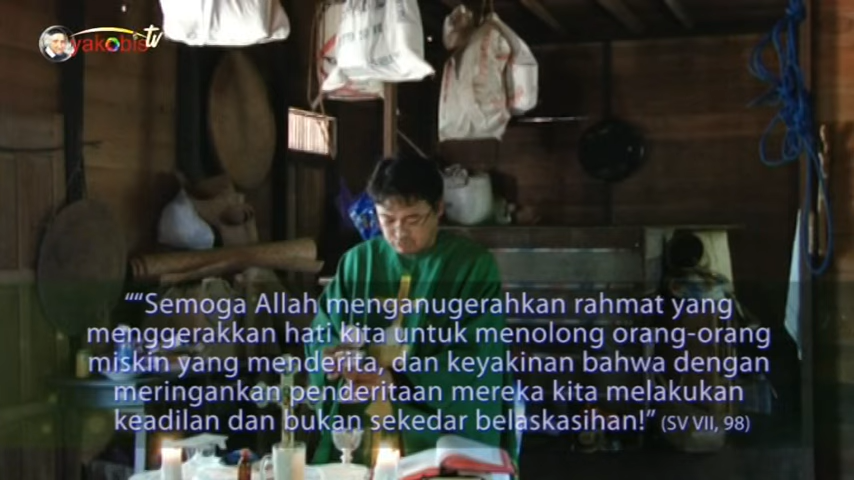 yakobis tv
““Semoga Allah menganugerahkan rahmat yang
menggerakkan hati kita untuk menolong orang-orang
miskin yang menderita, dan keyakinan bahwa dengan
meringankan penderitaan mereka kita melakukan
keadilan dan bukan sekedar belaskasihan!” (SV VII, 98)